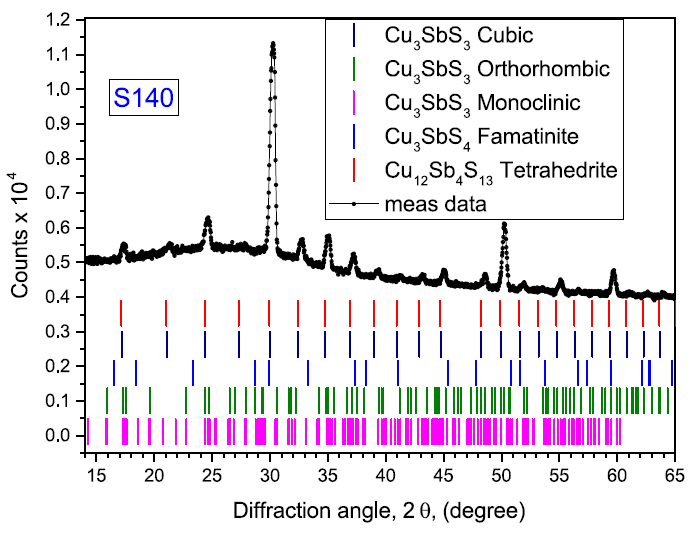 1.2
1.1
1.0
0.9
0.8
0.7
0.6
0.5
0.4
0.3
0.2
0.1
0.0
Counts x 10^4
S140
Cu₃SbS₃ Cubic
Cu₃SbS₃ Orthorhombic
Cu₃SbS₃ Monoclinic
Cu₃SbS₄ Famatinite
Cu₁₂Sb₄S₁₃ Tetrahedrite
meas data
15 20 25 30 35 40 45 50 55 60 65
Diffraction angle, 2 θ, (degree)